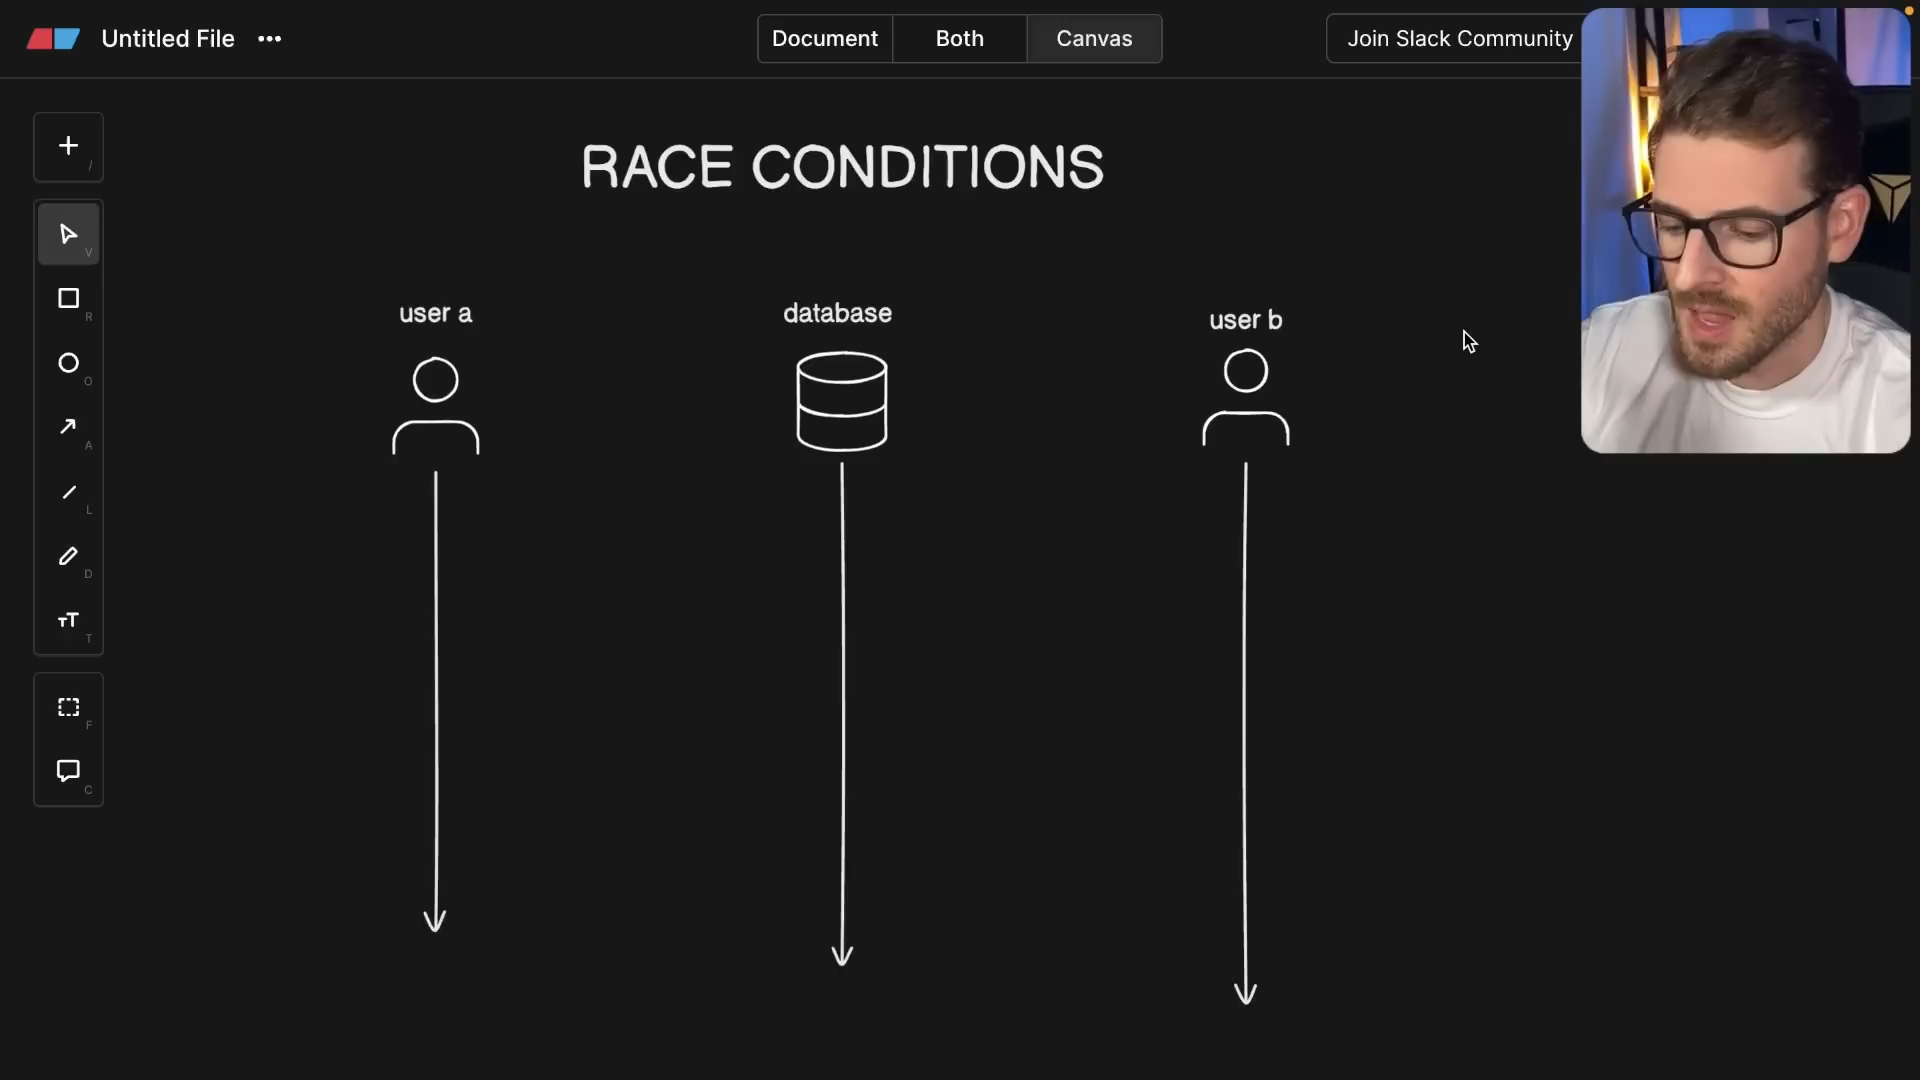 Untitled File
Document
Both
Canvas
Join Slack Community
/
RACE CONDITIONS
V
R
O
A
L
D
T
F
C
user a
database
user b